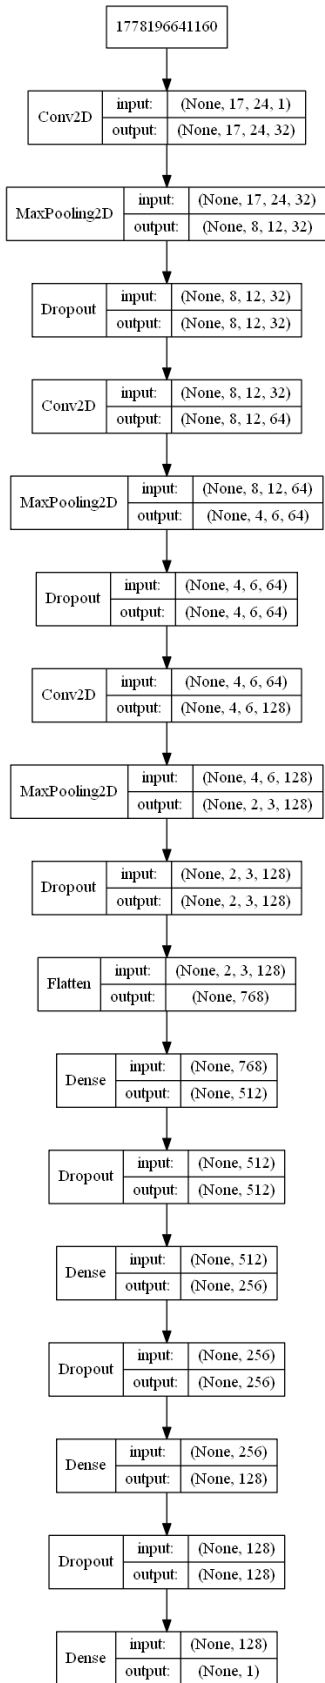 1778196641160
Conv2D
input: (None, 17, 24, 1)
output: (None, 17, 24, 32)
MaxPooling2D
input: (None, 17, 24, 32)
output: (None, 8, 12, 32)
Dropout
input: (None, 8, 12, 32)
output: (None, 8, 12, 32)
Conv2D
input: (None, 8, 12, 32)
output: (None, 8, 12, 64)
MaxPooling2D
input: (None, 8, 12, 64)
output: (None, 4, 6, 64)
Dropout
input: (None, 4, 6, 64)
output: (None, 4, 6, 64)
Conv2D
input: (None, 4, 6, 64)
output: (None, 4, 6, 128)
MaxPooling2D
input: (None, 4, 6, 128)
output: (None, 2, 3, 128)
Dropout
input: (None, 2, 3, 128)
output: (None, 2, 3, 128)
Flatten
input: (None, 2, 3, 128)
output: (None, 768)
Dense
input: (None, 768)
output: (None, 512)
Dropout
input: (None, 512)
output: (None, 512)
Dense
input: (None, 512)
output: (None, 256)
Dropout
input: (None, 256)
output: (None, 256)
Dense
input: (None, 256)
output: (None, 128)
Dropout
input: (None, 128)
output: (None, 128)
Dense
input: (None, 128)
output: (None, 1)